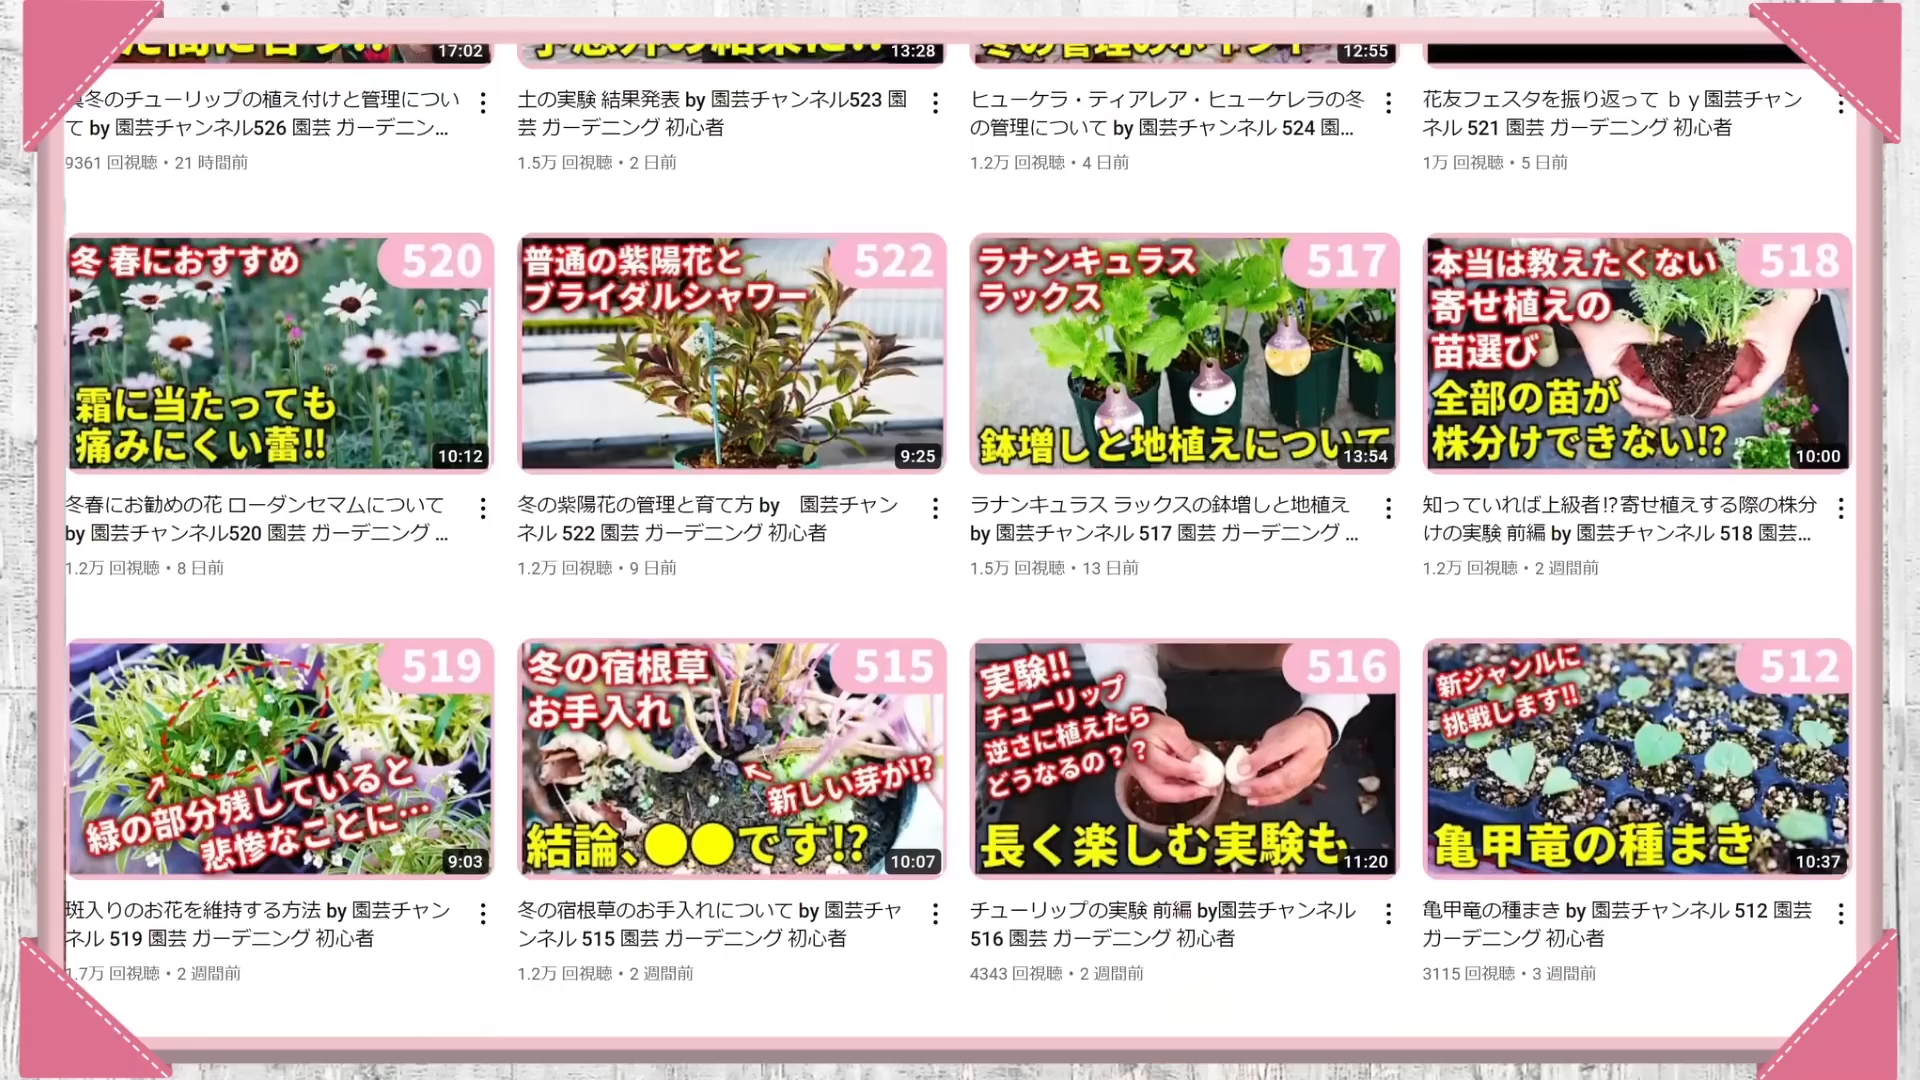 17:02
13:28
冬の管理のポイント
12:55
真冬のチューリップの植え付けと管理につい
て by 園芸チャンネル526 園芸 ガーデニン...
9361 回視聴・21 時間前
土の実験 結果発表 by 園芸チャンネル523 園
芸 ガーデニング 初心者
1.5万 回視聴・2 日前
ヒューケラ・ティアレア・ヒューケレラの冬
の管理について by 園芸チャンネル 524 園...
1.2万 回視聴・4 日前
花友フェスタを振り返って ｂｙ園芸チャン
ネル 521 園芸 ガーデニング 初心者
1万 回視聴・5 日前
冬 春におすすめ
520
霜に当たっても
痛みにくい蕾!!
10:12
冬春にお勧めの花 ローダンセマムについて
by 園芸チャンネル520 園芸 ガーデニング ...
1.2万 回視聴・8 日前
普通の紫陽花と
ブライダルシャワー
522
9:25
冬の紫陽花の管理と育て方 by　園芸チャン
ネル 522 園芸 ガーデニング 初心者
1.2万 回視聴・9 日前
ラナンキュラス
ラックス
517
鉢増しと地植えについて
13:54
ラナンキュラス ラックスの鉢増しと地植え
by 園芸チャンネル 517 園芸 ガーデニング ...
1.5万 回視聴・13 日前
本当は教えたくない
寄せ植えの
苗選び
518
全部の苗が
株分けできない!?
10:00
知っていれば上級者⁉寄せ植えする際の株分
けの実験 前編 by 園芸チャンネル 518 園芸...
1.2万 回視聴・2 週間前
519
緑の部分残していると
悲惨なことに…
9:03
斑入りのお花を維持する方法 by 園芸チャン
ネル 519 園芸 ガーデニング 初心者
1.7万 回視聴・2 週間前
冬の宿根草
お手入れ
515
新しい芽が!?
結論、●●です!?
10:07
冬の宿根草のお手入れについて by 園芸チャ
ンネル 515 園芸 ガーデニング 初心者
1.2万 回視聴・2 週間前
実験!!
チューリップ
逆さに植えたら
どうなるの？？
516
長く楽しむ実験も
11:20
チューリップの実験 前編 by園芸チャンネル
516 園芸 ガーデニング 初心者
4343 回視聴・2 週間前
新ジャンルに
挑戦します!!
512
亀甲竜の種まき
10:37
亀甲竜の種まき by 園芸チャンネル 512 園芸
ガーデニング 初心者
3115 回視聴・3 週間前